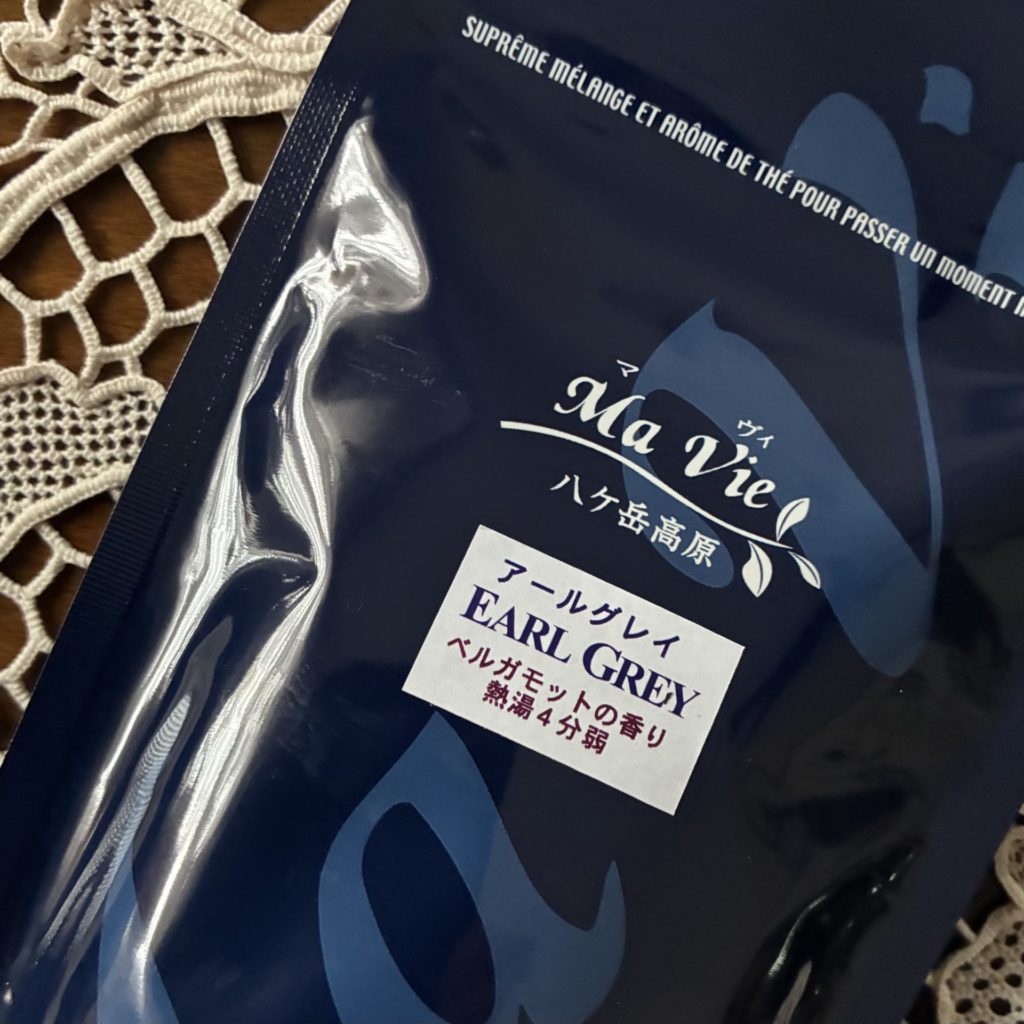 SUPRÊME MÉLANGE ET ARÔME DE THÉ POUR PASSER UN MOMENT
マ ヴィ
Ma Vie
八ケ岳高原
アールグレイ
EARL GREY
ベルガモットの香り
熱湯4分弱